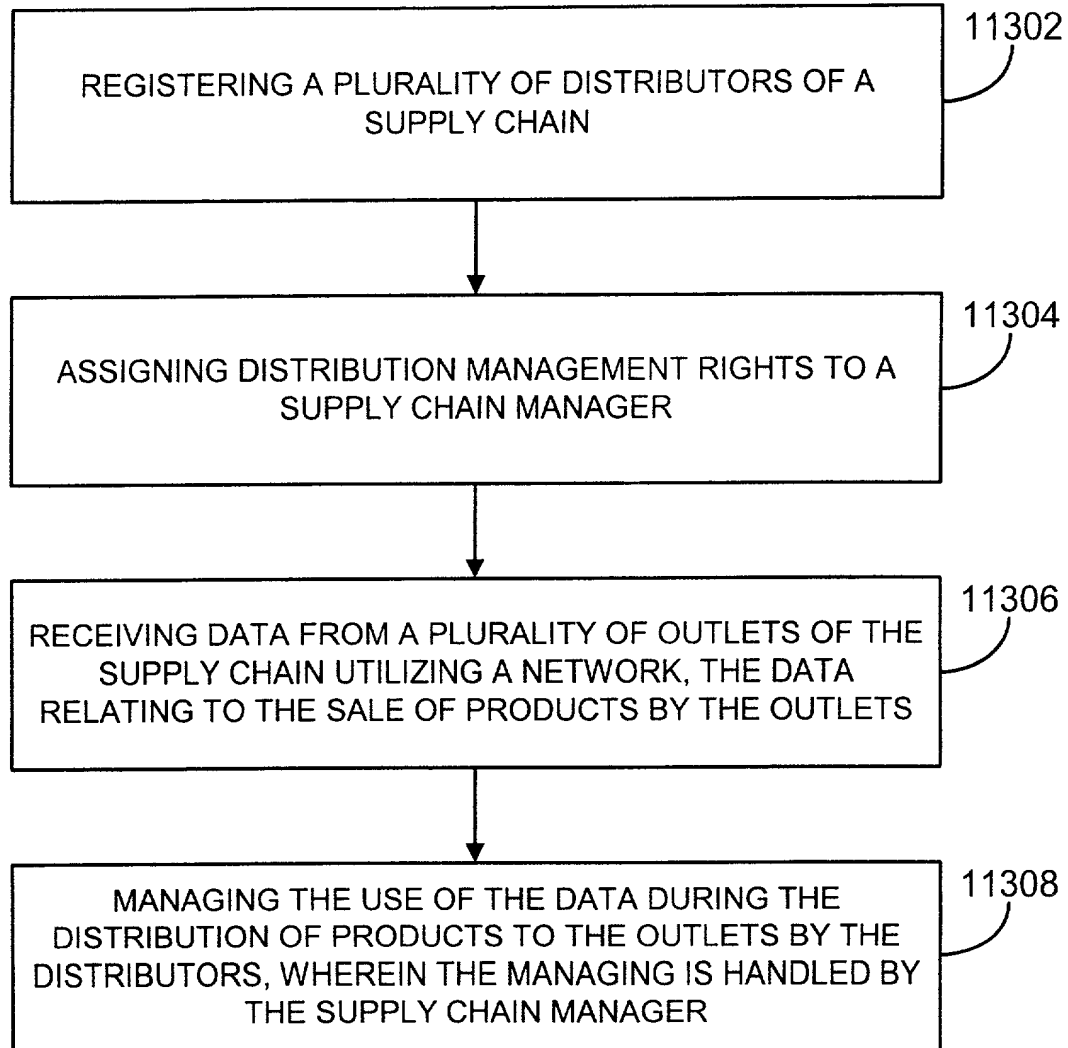 11302
REGISTERING A PLURALITY OF DISTRIBUTORS OF A
SUPPLY CHAIN
11304
ASSIGNING DISTRIBUTION MANAGEMENT RIGHTS TO A
SUPPLY CHAIN MANAGER
11306
RECEIVING DATA FROM A PLURALITY OF OUTLETS OF THE
SUPPLY CHAIN UTILIZING A NETWORK, THE DATA
RELATING TO THE SALE OF PRODUCTS BY THE OUTLETS
11308
MANAGING THE USE OF THE DATA DURING THE
DISTRIBUTION OF PRODUCTS TO THE OUTLETS BY THE
DISTRIBUTORS, WHEREIN THE MANAGING IS HANDLED BY
THE SUPPLY CHAIN MANAGER